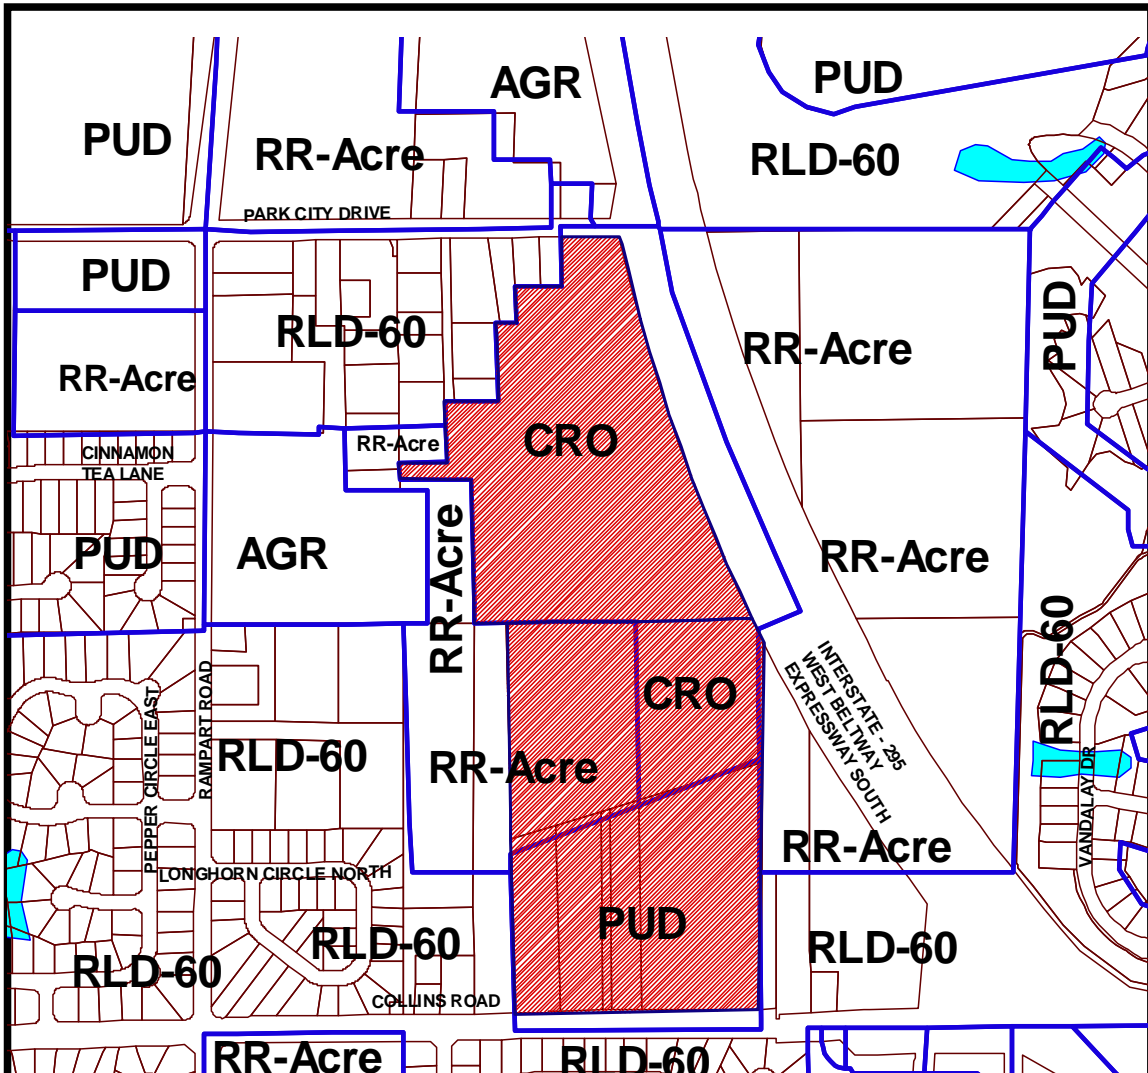 PUD
AGR
PUD
RR-Acre
RLD-60
PARK CITY DRIVE
PUD
PUD
RLD-60
RR-Acre
RR-Acre
CRO
RR-Acre
CINNAMON
TEA LANE
PUD
AGR
RR-Acre
RR-Acre
RLD-60
CRO
INTERSTATE - 295
WEST BELTWAY
EXPRESSWAY SOUTH
PEPPER CIRCLE EAST
RAMPART ROAD
RLD-60
RR-Acre
VANDALAY DR
RR-Acre
LONGHORN CIRCLE NORTH
PUD
RLD-60
RLD-60
RLD-60
COLLINS ROAD
RR-Acre
RLD-60